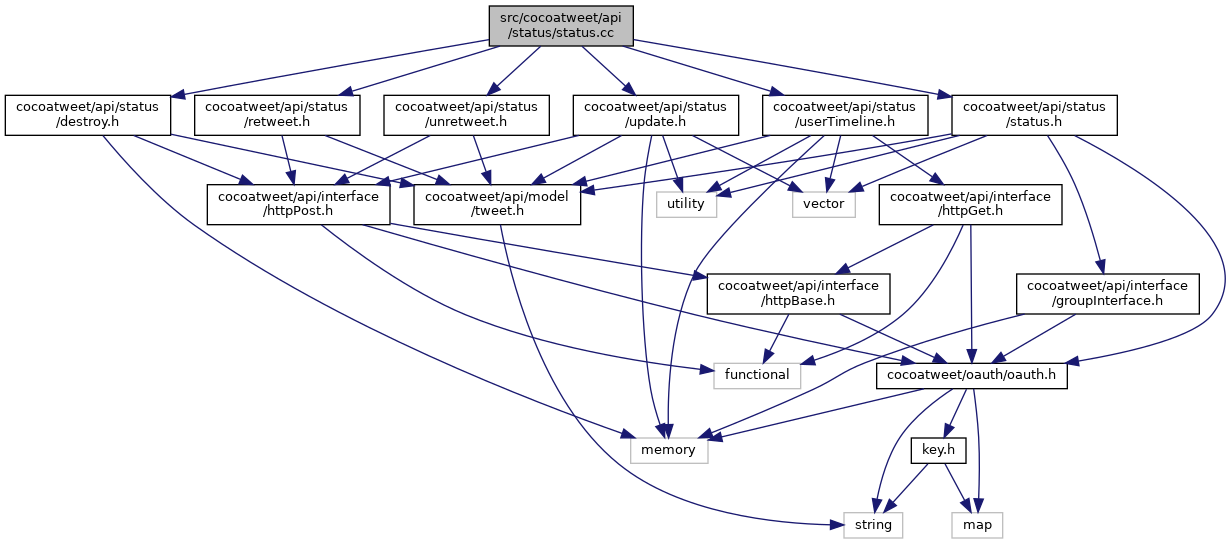 src/cocoatweet/api
/status/status.cc
cocoatweet/api/status
/destroy.h
cocoatweet/api/status
/retweet.h
cocoatweet/api/status
/unretweet.h
cocoatweet/api/status
/update.h
cocoatweet/api/status
/userTimeline.h
cocoatweet/api/status
/status.h
cocoatweet/api/interface
/httpPost.h
cocoatweet/api/model
/tweet.h
utility
vector
cocoatweet/api/interface
/httpGet.h
cocoatweet/api/interface
/httpBase.h
cocoatweet/api/interface
/groupInterface.h
functional
cocoatweet/oauth/oauth.h
memory
key.h
string
map